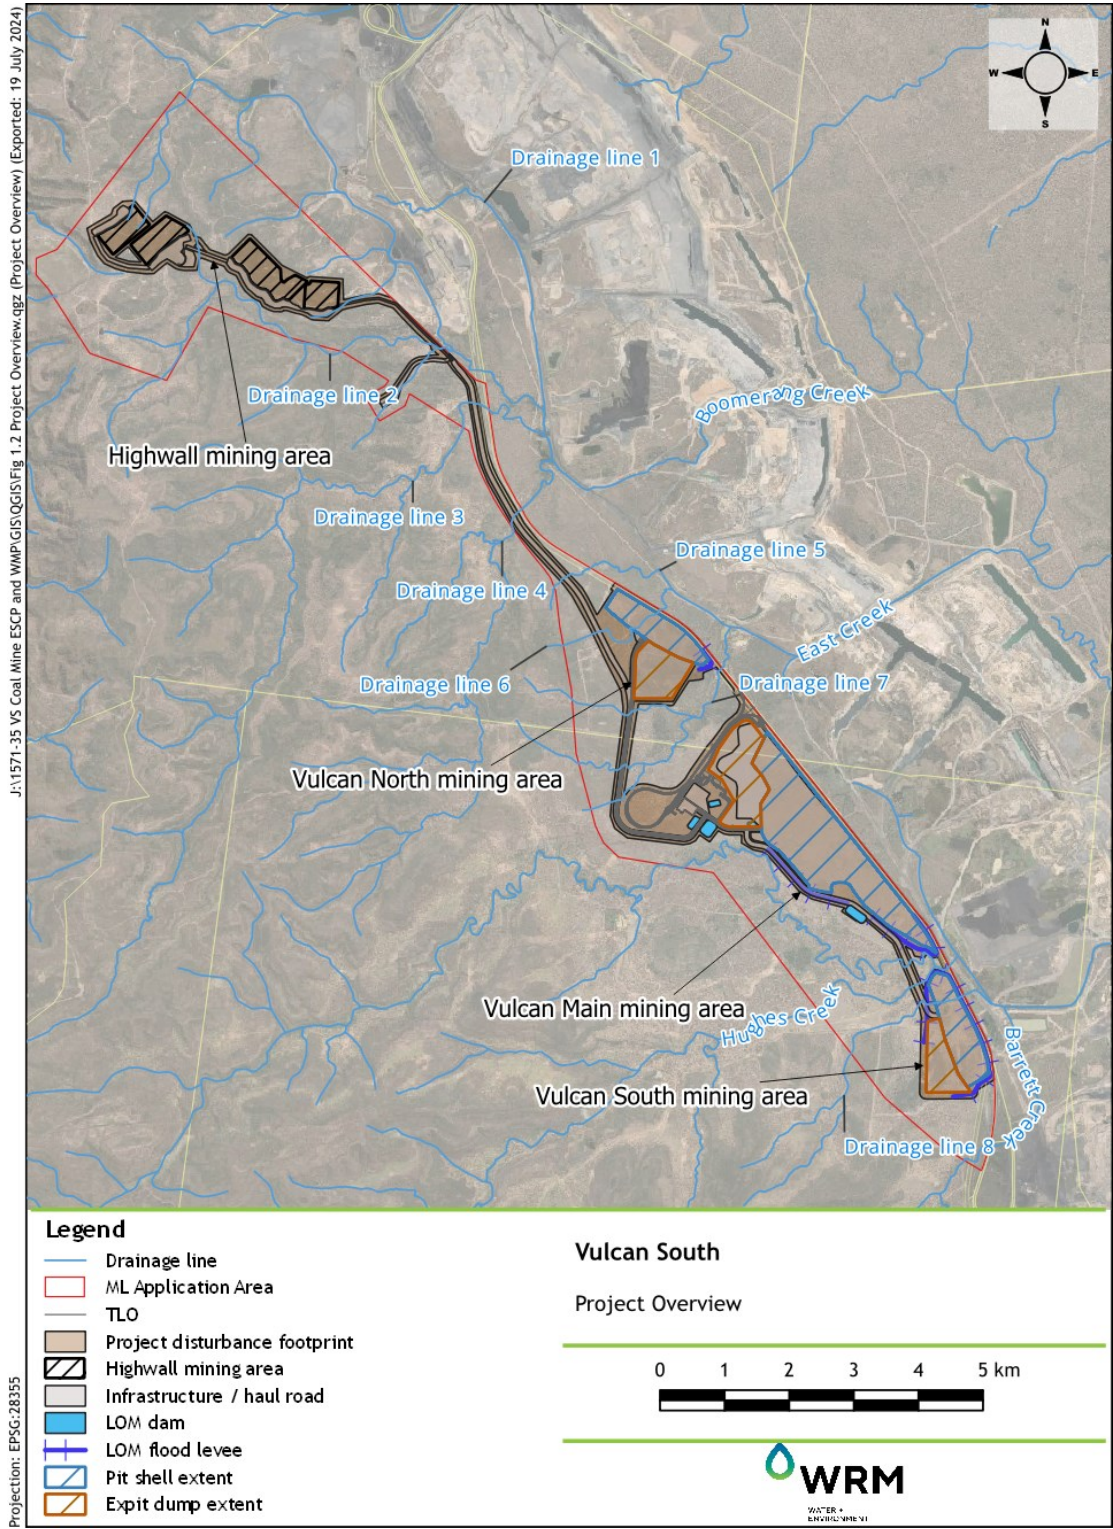 J:\1571-35 VS Coal Mine ESCP and WMP\GIS\QGIS\Fig 1.2 Project Overview.qgz (Project Overview) (Exported: 19 July 2024)
N
W
E
S
Drainage line 1
Boomerang Creek
Drainage line 2
Highwall mining area
Drainage line 3
Drainage line 5
Drainage line 4
East Creek
Drainage line 6
Drainage line 7
Vulcan North mining area
Vulcan Main mining area
Hughes Creek
Barrett Creek
Vulcan South mining area
Drainage line 8
Legend
Drainage line
ML Application Area
TLO
Project disturbance footprint
Highwall mining area
Infrastructure / haul road
LOM dam
LOM flood levee
Pit shell extent
Expit dump extent
Vulcan South
Project Overview
0 1 2 3 4 5 km
WRM
WATER +
ENVIRONMENT
Projection: EPSG:28355